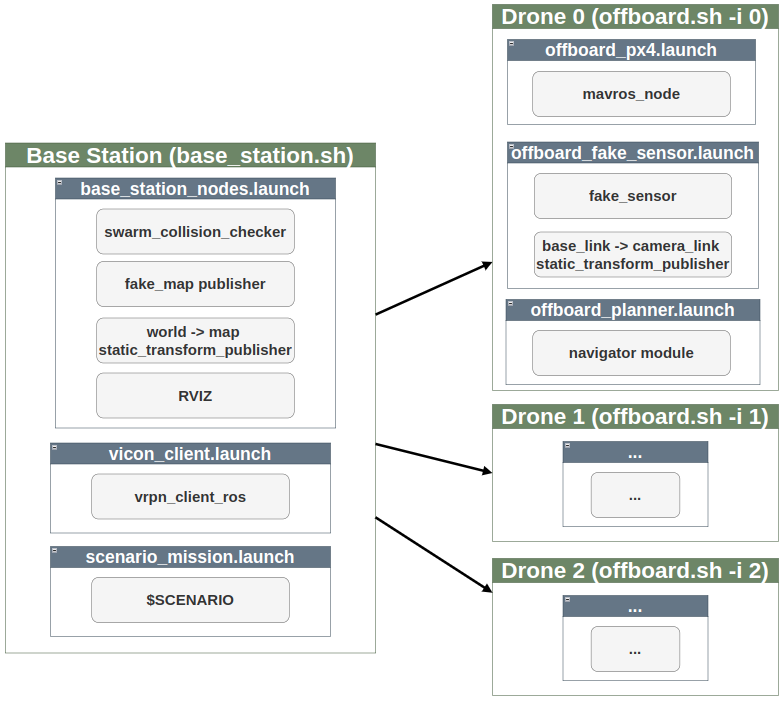 Base Station (base_station.sh)
base_station_nodes.launch
swarm_collision_checker
fake_map publisher
world -> map
static_transform_publisher
RVIZ
vicon_client.launch
vrpn_client_ros
scenario_mission.launch
$SCENARIO
Drone 0 (offboard.sh -i 0)
offboard_px4.launch
mavros_node
offboard_fake_sensor.launch
fake_sensor
base_link -> camera_link
static_transform_publisher
offboard_planner.launch
navigator module
Drone 1 (offboard.sh -i 1)
...
...
Drone 2 (offboard.sh -i 2)
...
...